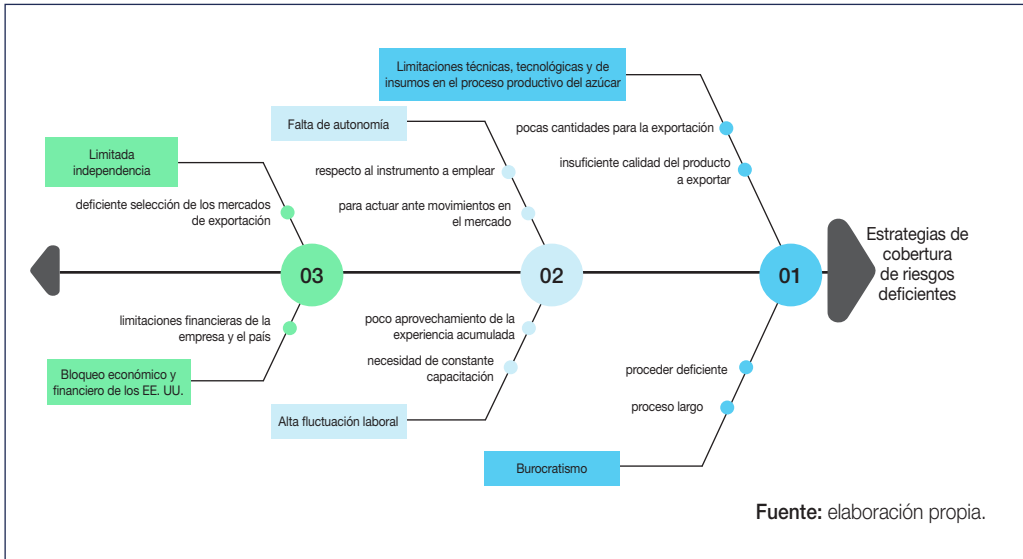 Limitaciones técnicas, tecnológicas y de
insumos en el proceso productivo del azúcar
pocas cantidades para la exportación
insuficiente calidad del producto
a exportar
Falta de autonomía
respecto al instrumento a emplear
para actuar ante movimientos en
el mercado
Limitada
independencia
deficiente selección de los mercados
de exportación
03
02
01
Estrategias de
cobertura
de riesgos
deficientes
limitaciones financieras de la
empresa y el país
Bloqueo económico y
financiero de los EE. UU.
poco aprovechamiento de la
experiencia acumulada
necesidad de constante
capacitación
Alta fluctuación laboral
proceder deficiente
proceso largo
Burocratismo
Fuente: elaboración propia.